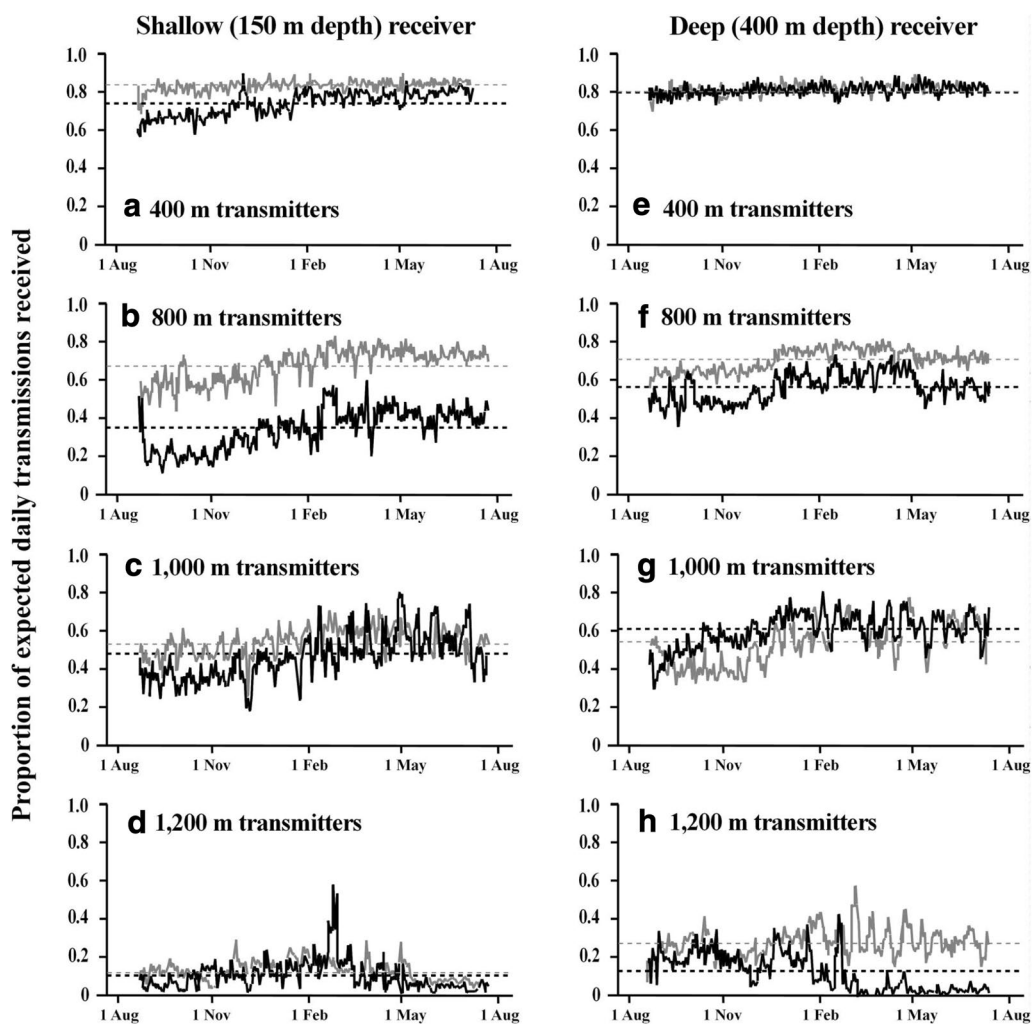 Shallow (150 m depth) receiver
Deep (400 m depth) receiver
Proportion of expected daily transmissions received
1.0
0.8
0.6
0.4
0.2
0
a 400 m transmitters
1 Aug 1 Nov 1 Feb 1 May 1 Aug
1.0
0.8
0.6
0.4
0.2
0
e 400 m transmitters
1 Aug 1 Nov 1 Feb 1 May 1 Aug
1.0
0.8
0.6
0.4
0.2
0
b 800 m transmitters
1 Aug 1 Nov 1 Feb 1 May 1 Aug
1.0
0.8
0.6
0.4
0.2
0
f 800 m transmitters
1 Aug 1 Nov 1 Feb 1 May 1 Aug
1.0
0.8
0.6
0.4
0.2
0
c 1,000 m transmitters
1 Aug 1 Nov 1 Feb 1 May 1 Aug
1.0
0.8
0.6
0.4
0.2
0
g 1,000 m transmitters
1 Aug 1 Nov 1 Feb 1 May 1 Aug
1.0
0.8
0.6
0.4
0.2
0
d 1,200 m transmitters
1 Aug 1 Nov 1 Feb 1 May 1 Aug
1.0
0.8
0.6
0.4
0.2
0
h 1,200 m transmitters
1 Aug 1 Nov 1 Feb 1 May 1 Aug